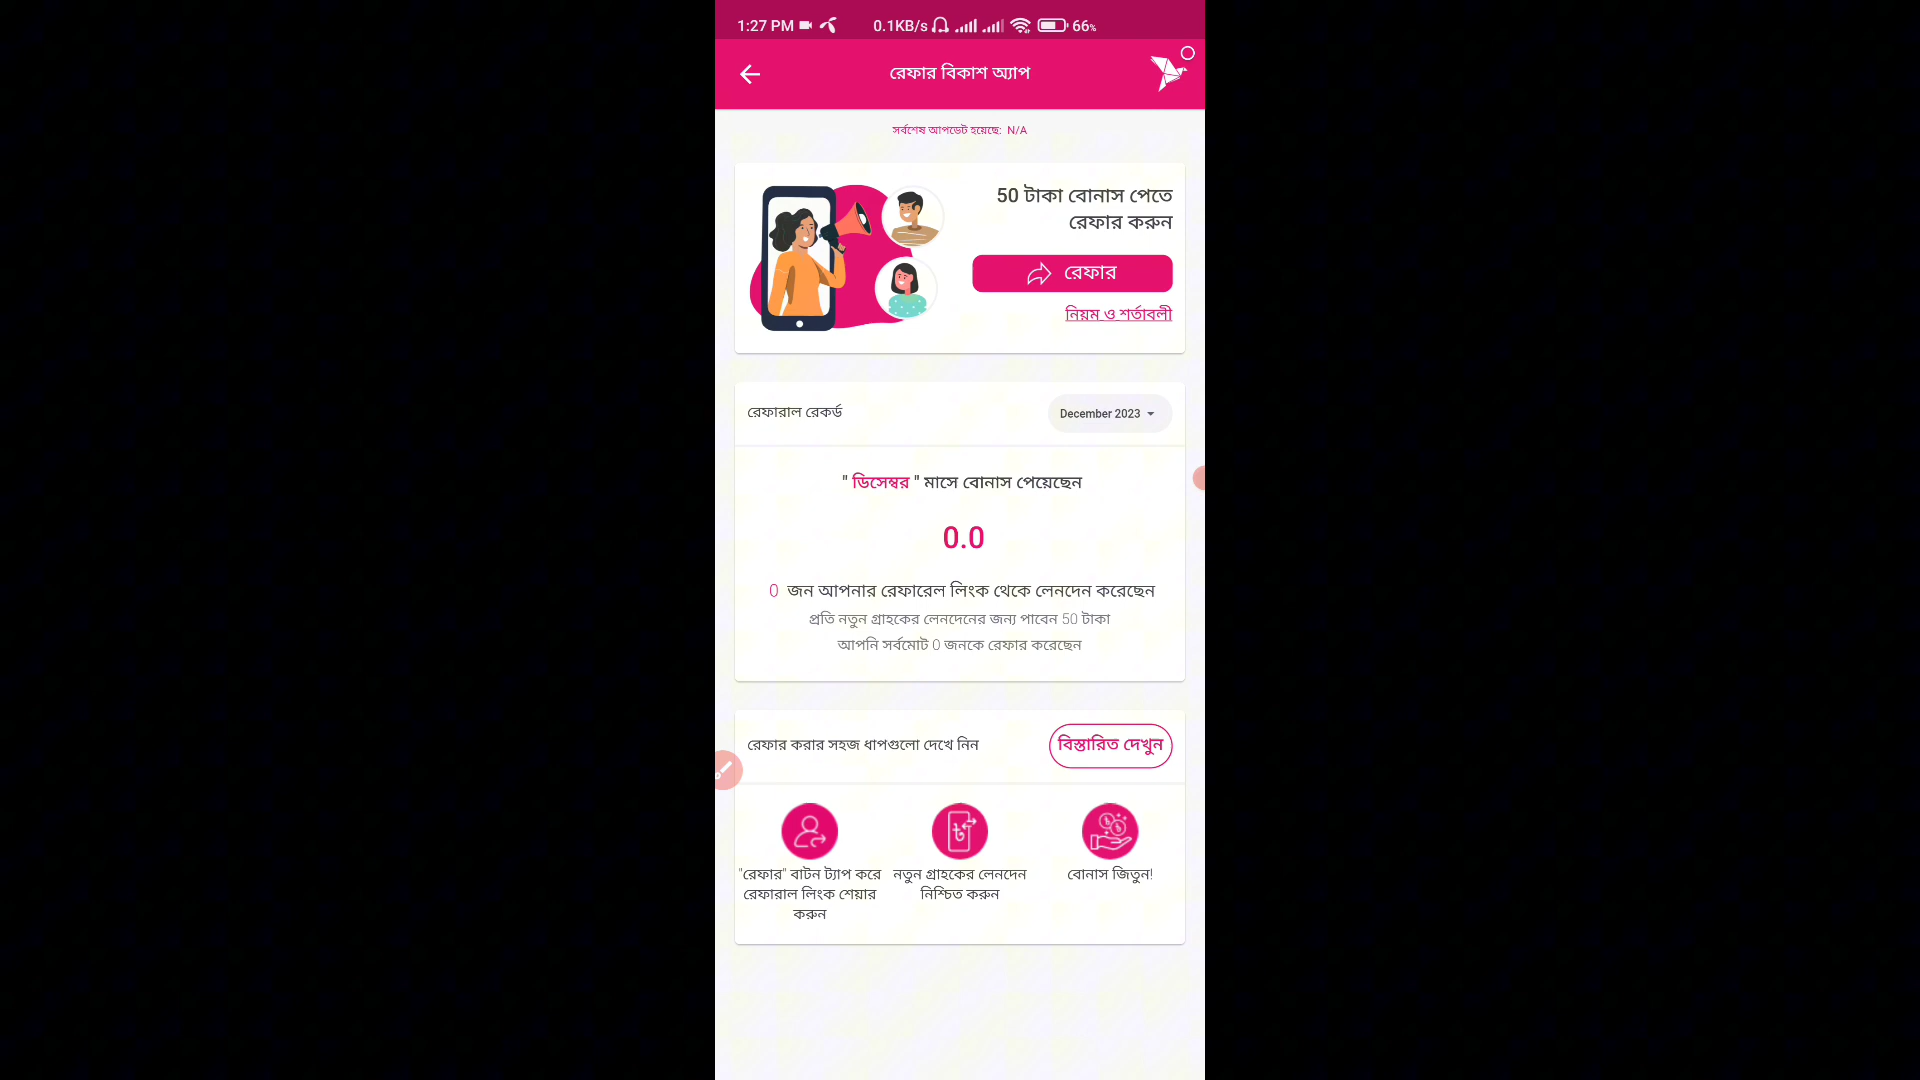 1:27 PM 0.1KB/s 66%
রেফার বিকাশ অ্যাপ
সর্বশেষ আপডেট হয়েছে: N/A
50 টাকা বোনাস পেতে
রেফার করুন
রেফার
নিয়ম ও শর্তাবলী
রেফারাল রেকর্ড
December 2023
" ডিসেম্বর " মাসে বোনাস পেয়েছেন
0.0
0 জন আপনার রেফারেল লিংক থেকে লেনদেন করেছেন
প্রতি নতুন গ্রাহকের লেনদেনের জন্য পাবেন 50 টাকা
আপনি সর্বমোট 0 জনকে রেফার করেছেন
রেফার করার সহজ ধাপগুলো দেখে নিন
বিস্তারিত দেখুন
"রেফার" বাটন ট্যাপ করে
রেফারাল লিংক শেয়ার
করুন
নতুন গ্রাহকের লেনদেন
নিশ্চিত করুন
বোনাস জিতুন!